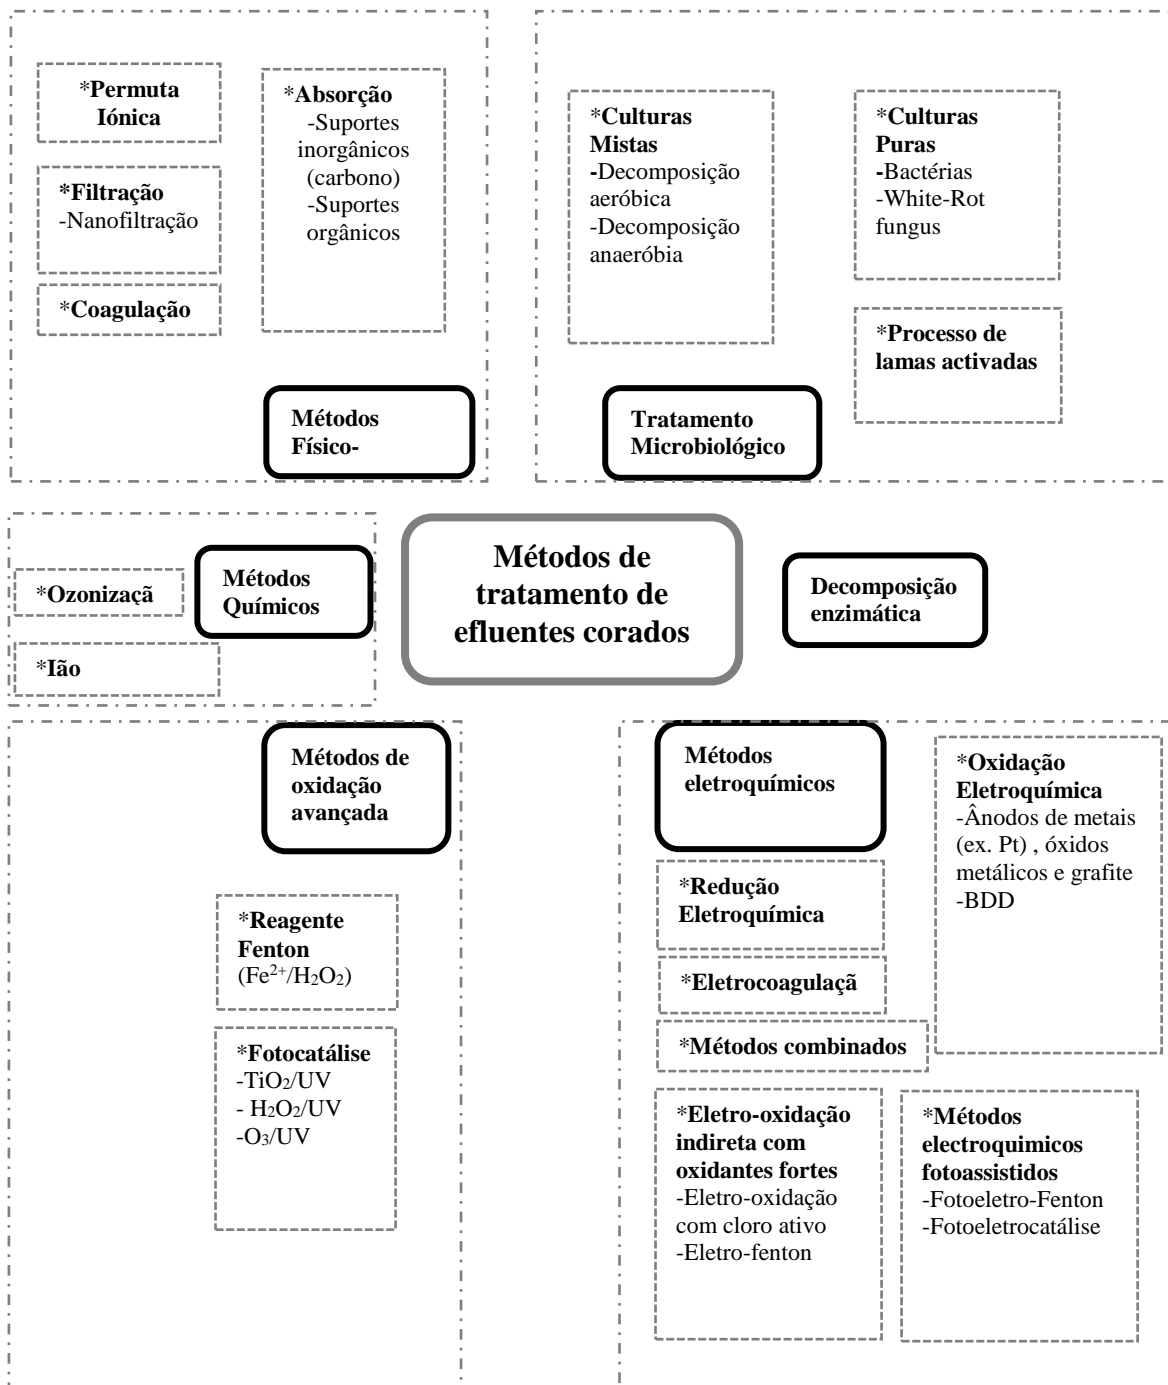 *Permuta
Iónica
*Filtração
-Nanofiltração
*Coagulação
*Absorção
-Suportes
inorgânicos
(carbono)
-Suportes
orgânicos
Métodos
Físico-
*Culturas
Mistas
-Decomposição
aeróbica
-Decomposição
anaeróbia
*Culturas
Puras
-Bactérias
-White-Rot
fungus
*Processo de
lamas activadas
Tratamento
Microbiológico
*Ozonizaçã
*Ião
Métodos
Químicos
Métodos de
tratamento de
efluentes corados
Decomposição
enzimática
Métodos de
oxidação
avançada
*Reagente
Fenton
(Fe²⁺/H₂O₂)
*Fotocatálise
-TiO₂/UV
- H₂O₂/UV
-O₃/UV
Métodos
eletroquímicos
*Redução
Eletroquímica
*Eletrocoagulaçã
*Métodos combinados
*Oxidação
Eletroquímica
-Ânodos de metais
(ex. Pt) , óxidos
metálicos e grafite
-BDD
*Eletro-oxidação
indireta com
oxidantes fortes
-Eletro-oxidação
com cloro ativo
-Eletro-fenton
*Métodos
electroquimicos
fotoassistidos
-Fotoeletro-Fenton
-Fotoeletrocatálise